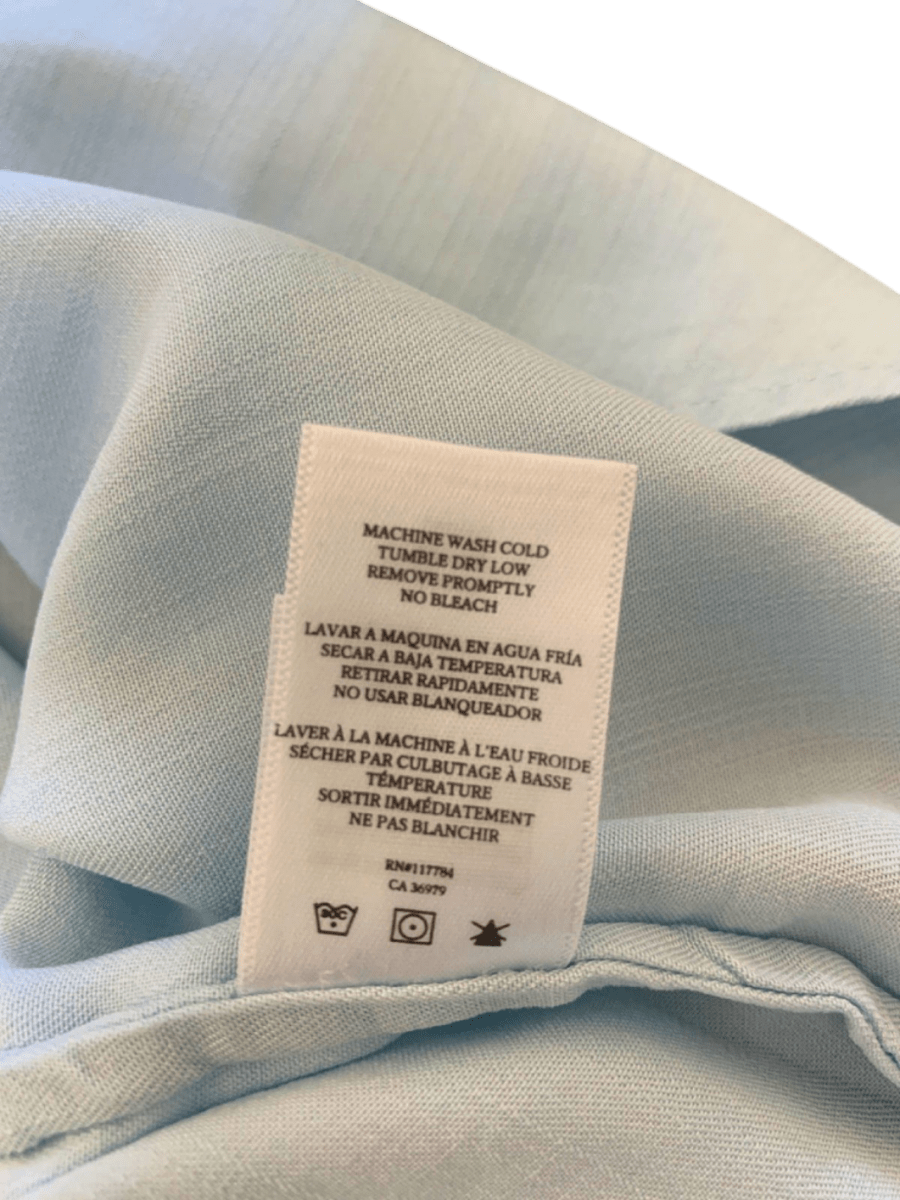 MACHINE WASH COLD
TUMBLE DRY LOW
REMOVE PROMPTLY
NO BLEACH
LAVAR A MAQUINA EN AGUA FRÍA
SECAR A BAJA TEMPERATURA
RETIRAR RAPIDAMENTE
NO USAR BLANQUEADOR
LAVER À LA MACHINE À L'EAU FROIDE
SÉCHER PAR CULBUTAGE À BASSE
TÉMPERATURE
SORTIR IMMÉDIATEMENT
NE PAS BLANCHIR
RN#117784
CA 36979